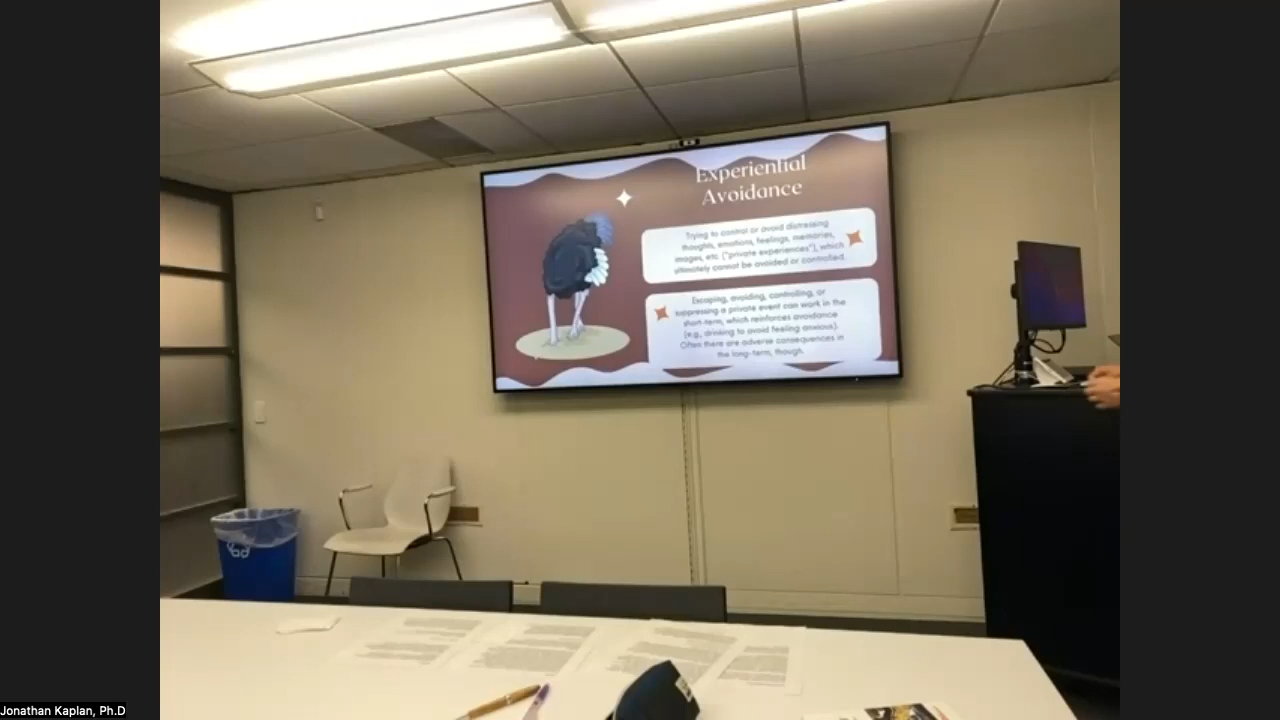 Experiential
Avoidance
Trying to control or avoid distressing
thoughts, emotions, feelings, memories,
images, etc. ("private experiences"), which
ultimately cannot be avoided or controlled.
Escaping, avoiding, controlling, or
suppressing a private event can work in the
short-term, which reinforces avoidance
(e.g., drinking to avoid feeling anxious).
Often there are adverse consequences in
the long-term, though.
Jonathan Kaplan, Ph.D